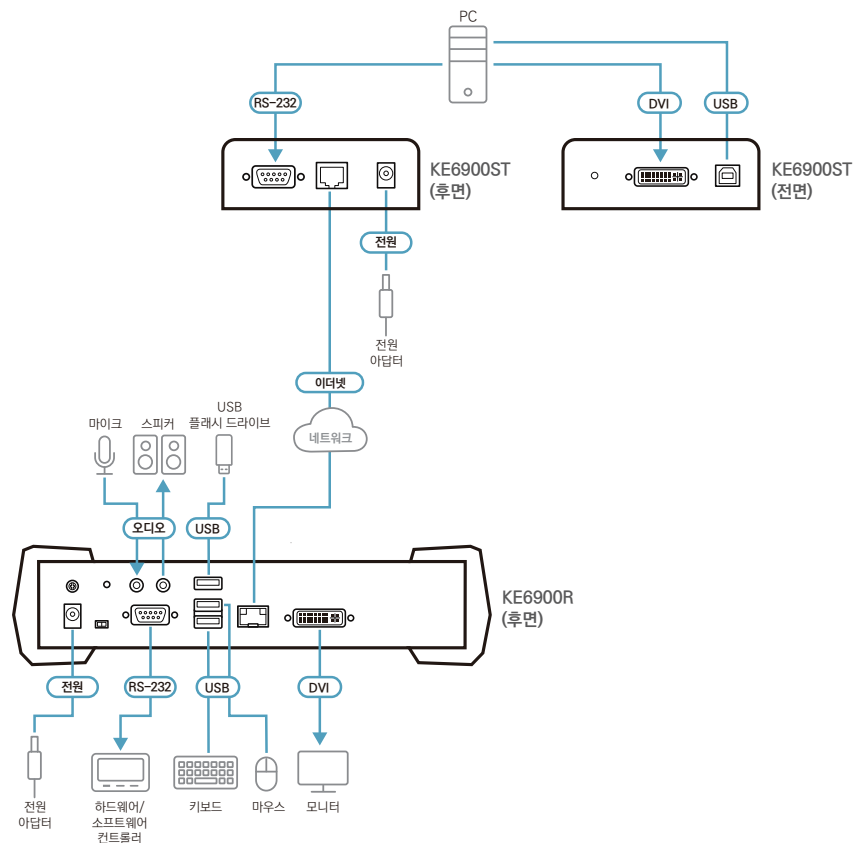 PC
RS-232
DVI
USB
KE6900ST
(후면)
KE6900ST
(전면)
전원
전원
아답터
이더넷
네트워크
마이크
스피커
USB
플래시 드라이브
오디오
USB
KE6900R
(후면)
전원
RS-232
USB
DVI
전원
아답터
하드웨어/
소프트웨어
컨트롤러
키보드
마우스
모니터